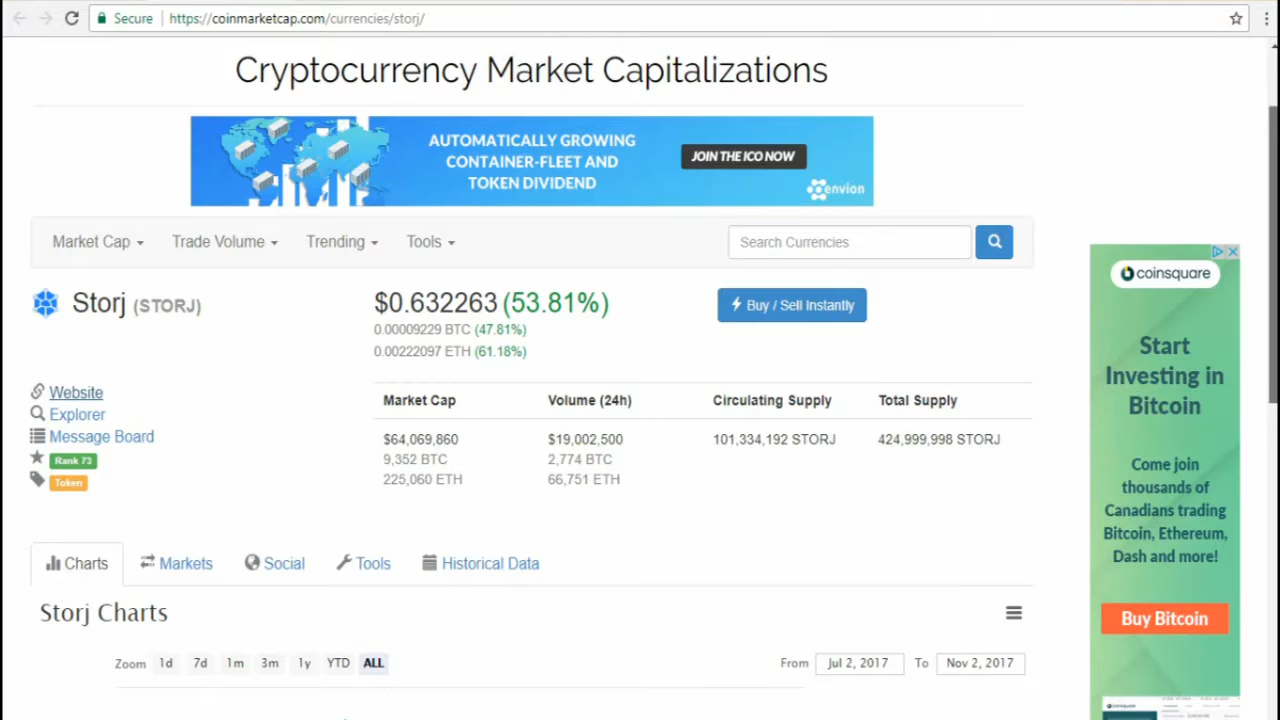 Secure https://coinmarketcap.com/currencies/storj/
Cryptocurrency Market Capitalizations
AUTOMATICALLY GROWING
CONTAINER-FLEET AND
TOKEN DIVIDEND
JOIN THE ICO NOW
envion
Market Cap Trade Volume Trending Tools
Search Currencies
Storj (STORJ)
$0.632263 (53.81%)
0.00009229 BTC (47.81%)
0.00222097 ETH (61.18%)
Buy / Sell Instantly
Website
Explorer
Message Board
Rank 73
Token
Market Cap Volume (24h) Circulating Supply Total Supply
$64,069,860 $19,002,500 101,334,192 STORJ 424,999,998 STORJ
9,352 BTC 2,774 BTC
225,060 ETH 66,751 ETH
Charts Markets Social Tools Historical Data
Storj Charts
Zoom 1d 7d 1m 3m 1y YTD ALL From Jul 2, 2017 To Nov 2, 2017
coinsquare
Start
Investing in
Bitcoin
Come join
thousands of
Canadians trading
Bitcoin, Ethereum,
Dash and more!
Buy Bitcoin